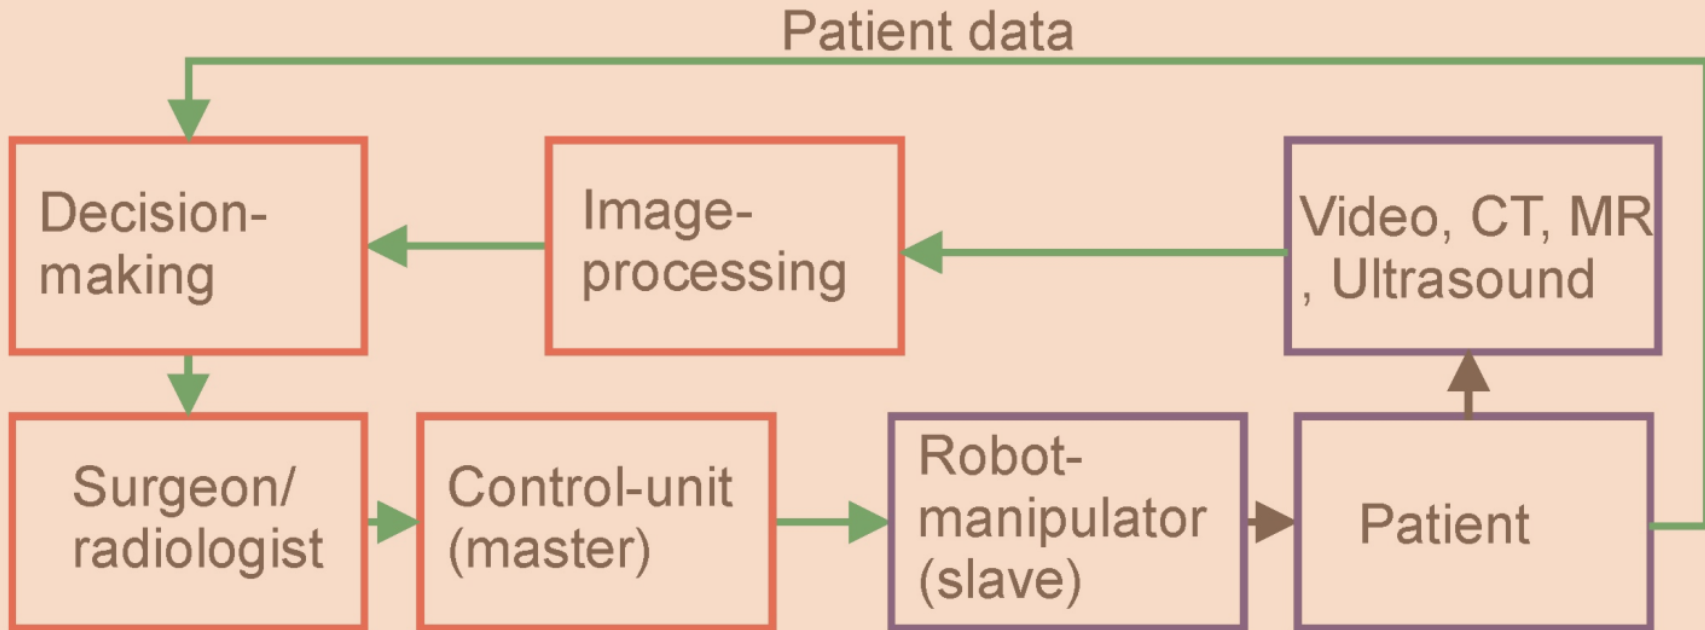 Patient data
Decision-
making
Image-
processing
Video, CT, MR
, Ultrasound
Surgeon/
radiologist
Control-unit
(master)
Robot-
manipulator
(slave)
Patient